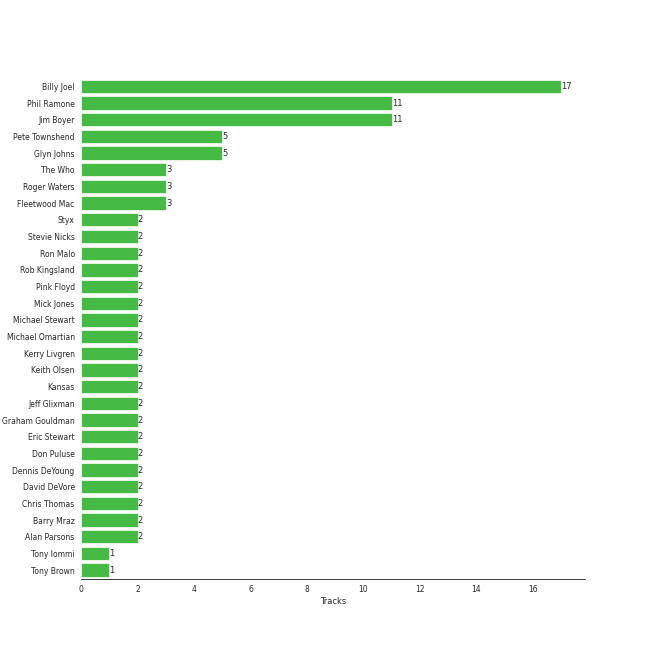 Billy Joel 17
Phil Ramone 11
Jim Boyer 11
Pete Townshend 5
Glyn Johns 5
The Who 3
Roger Waters 3
Fleetwood Mac 3
Styx 2
Stevie Nicks 2
Ron Malo 2
Rob Kingsland 2
Pink Floyd 2
Mick Jones 2
Michael Stewart 2
Michael Omartian 2
Kerry Livgren 2
Keith Olsen 2
Kansas 2
Jeff Glixman 2
Graham Gouldman 2
Eric Stewart 2
Don Puluse 2
Dennis DeYoung 2
David DeVore 2
Chris Thomas 2
Barry Mraz 2
Alan Parsons 2
Tony Iommi 1
Tony Brown 1
0 2 4 6 8 10 12 14 16
Tracks